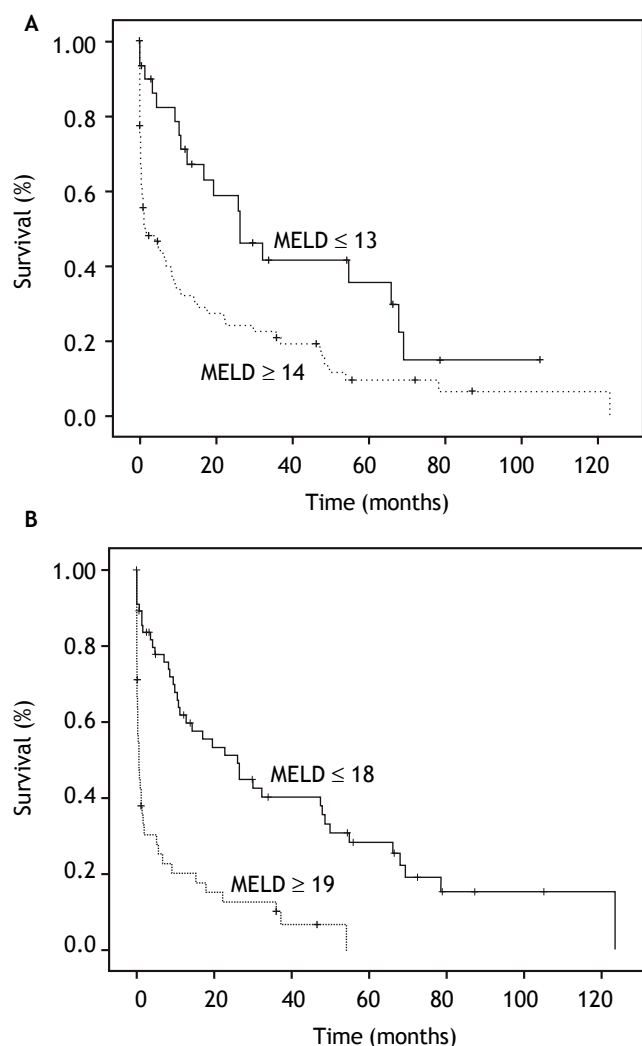 A
1.00
0.8
0.6
0.4
0.2
0.0
Survival (%)
MELD ≤ 13
MELD ≥ 14
0 20 40 60 80 100 120
Time (months)
B
1.00
0.8
0.6
0.4
0.2
0.0
Survival (%)
MELD ≤ 18
MELD ≥ 19
0 20 40 60 80 100 120
Time (months)